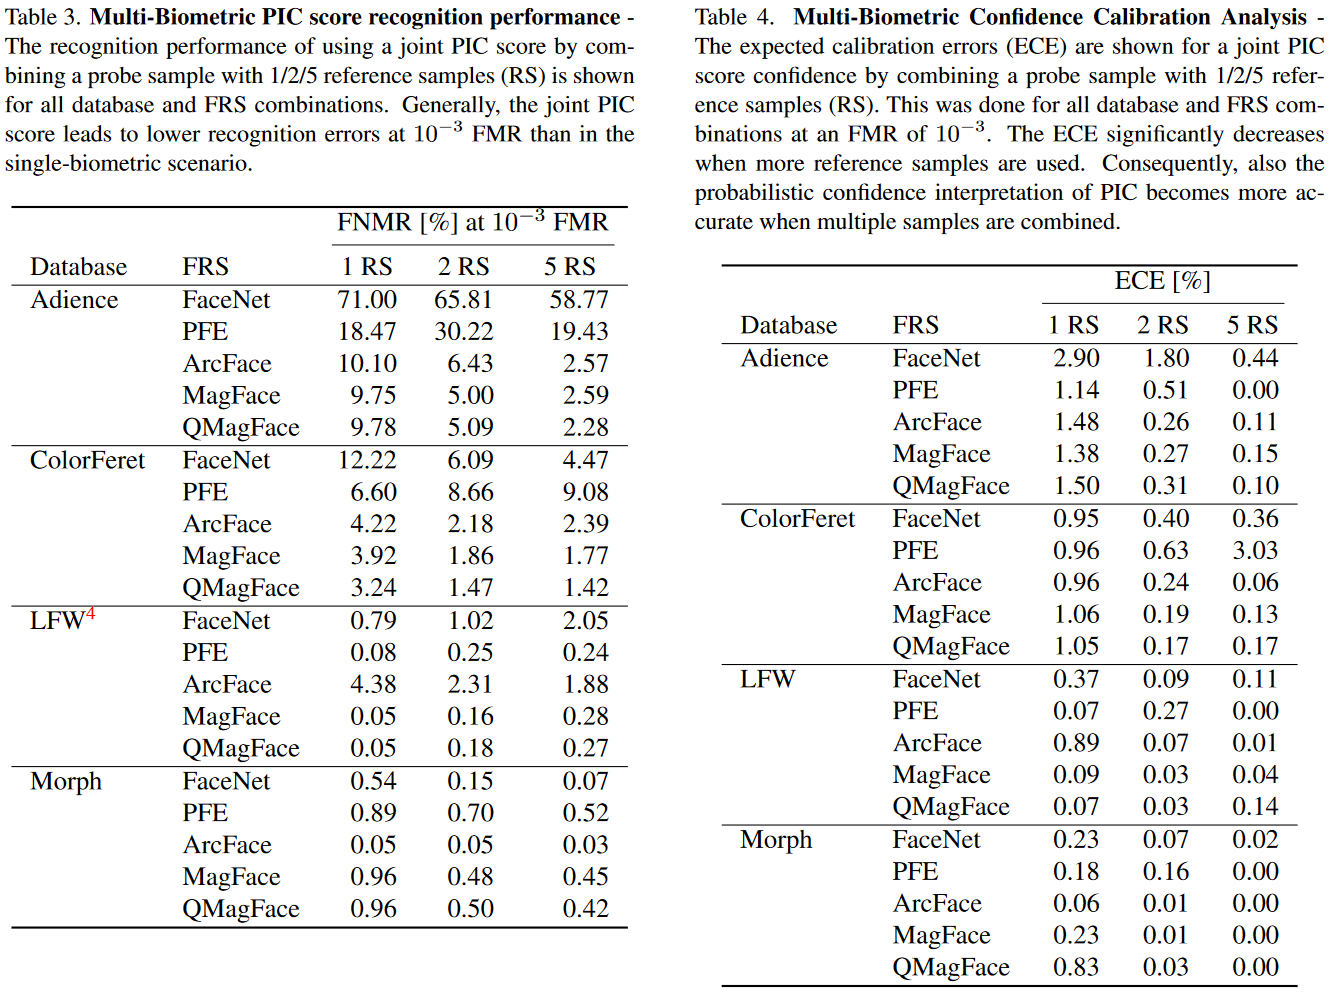 Table 3. Multi-Biometric PIC score recognition performance -
The recognition performance of using a joint PIC score by com-
bining a probe sample with 1/2/5 reference samples (RS) is shown
for all database and FRS combinations. Generally, the joint PIC
score leads to lower recognition errors at 10−3 FMR than in the
single-biometric scenario.
FNMR [%] at 10−3 FMR
Database FRS 1 RS 2 RS 5 RS
Adience FaceNet 71.00 65.81 58.77
PFE 18.47 30.22 19.43
ArcFace 10.10 6.43 2.57
MagFace 9.75 5.00 2.59
QMagFace 9.78 5.09 2.28
ColorFeret FaceNet 12.22 6.09 4.47
PFE 6.60 8.66 9.08
ArcFace 4.22 2.18 2.39
MagFace 3.92 1.86 1.77
QMagFace 3.24 1.47 1.42
LFW4 FaceNet 0.79 1.02 2.05
PFE 0.08 0.25 0.24
ArcFace 4.38 2.31 1.88
MagFace 0.05 0.16 0.28
QMagFace 0.05 0.18 0.27
Morph FaceNet 0.54 0.15 0.07
PFE 0.89 0.70 0.52
ArcFace 0.05 0.05 0.03
MagFace 0.96 0.48 0.45
QMagFace 0.96 0.50 0.42
Table 4. Multi-Biometric Confidence Calibration Analysis -
The expected calibration errors (ECE) are shown for a joint PIC
score confidence by combining a probe sample with 1/2/5 refer-
ence samples (RS). This was done for all database and FRS com-
binations at an FMR of 10−3. The ECE significantly decreases
when more reference samples are used. Consequently, also the
probabilistic confidence interpretation of PIC becomes more ac-
curate when multiple samples are combined.
ECE [%]
Database FRS 1 RS 2 RS 5 RS
Adience FaceNet 2.90 1.80 0.44
PFE 1.14 0.51 0.00
ArcFace 1.48 0.26 0.11
MagFace 1.38 0.27 0.15
QMagFace 1.50 0.31 0.10
ColorFeret FaceNet 0.95 0.40 0.36
PFE 0.96 0.63 3.03
ArcFace 0.96 0.24 0.06
MagFace 1.06 0.19 0.13
QMagFace 1.05 0.17 0.17
LFW FaceNet 0.37 0.09 0.11
PFE 0.07 0.27 0.00
ArcFace 0.89 0.07 0.01
MagFace 0.09 0.03 0.04
QMagFace 0.07 0.03 0.14
Morph FaceNet 0.23 0.07 0.02
PFE 0.18 0.16 0.00
ArcFace 0.06 0.01 0.00
MagFace 0.23 0.01 0.00
QMagFace 0.83 0.03 0.00